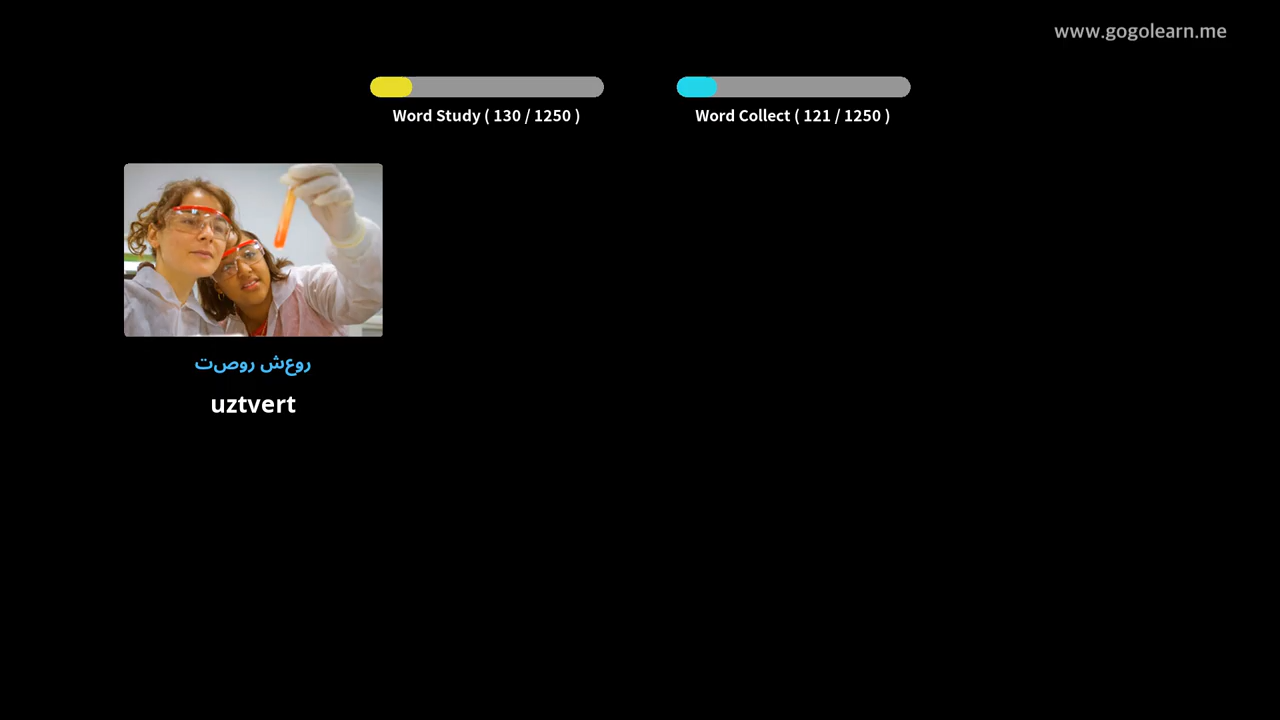 www.gogolearn.me
Word Study ( 130 / 1250 )
Word Collect ( 121 / 1250 )
روعش روصت
uztvert